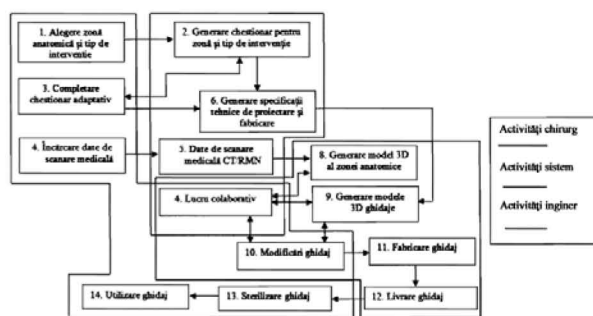 1. Alegere zonă
anatomică și tip de
intervenție
2. Generare chestionar pentru
zonă și tip de intervenție
3. Completare
chestionar adaptativ
6. Generare specificații
tehnice de proiectare și
fabricare
4. Încărcare date de
scanare medicală
5. Date de scanare
medicală CT/RMN
8. Generare model 3D
al zonei anatomice
4. Lucru colaborativ
9. Generare modele
3D ghidaje
10. Modificări ghidaj
11. Fabricare ghidaj
14. Utilizare ghidaj
13. Sterilizare ghidaj
12. Livrare ghidaj
Activități chirurg
Activități sistem
Activități inginer